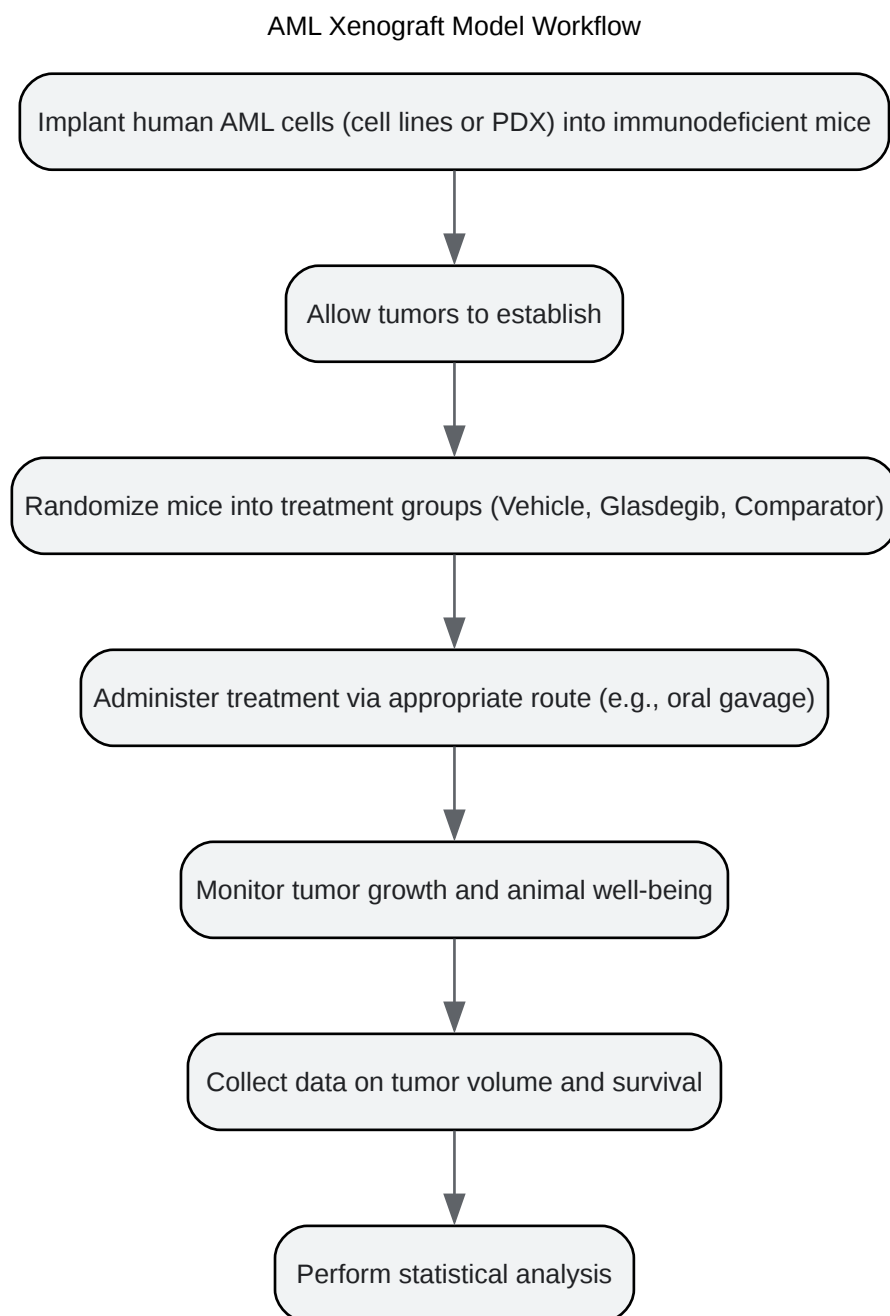 AML Xenograft Model Workflow
Implant human AML cells (cell lines or PDX) into immunodeficient mice
Allow tumors to establish
Randomize mice into treatment groups (Vehicle, Glasdegib, Comparator)
Administer treatment via appropriate route (e.g., oral gavage)
Monitor tumor growth and animal well-being
Collect data on tumor volume and survival
Perform statistical analysis